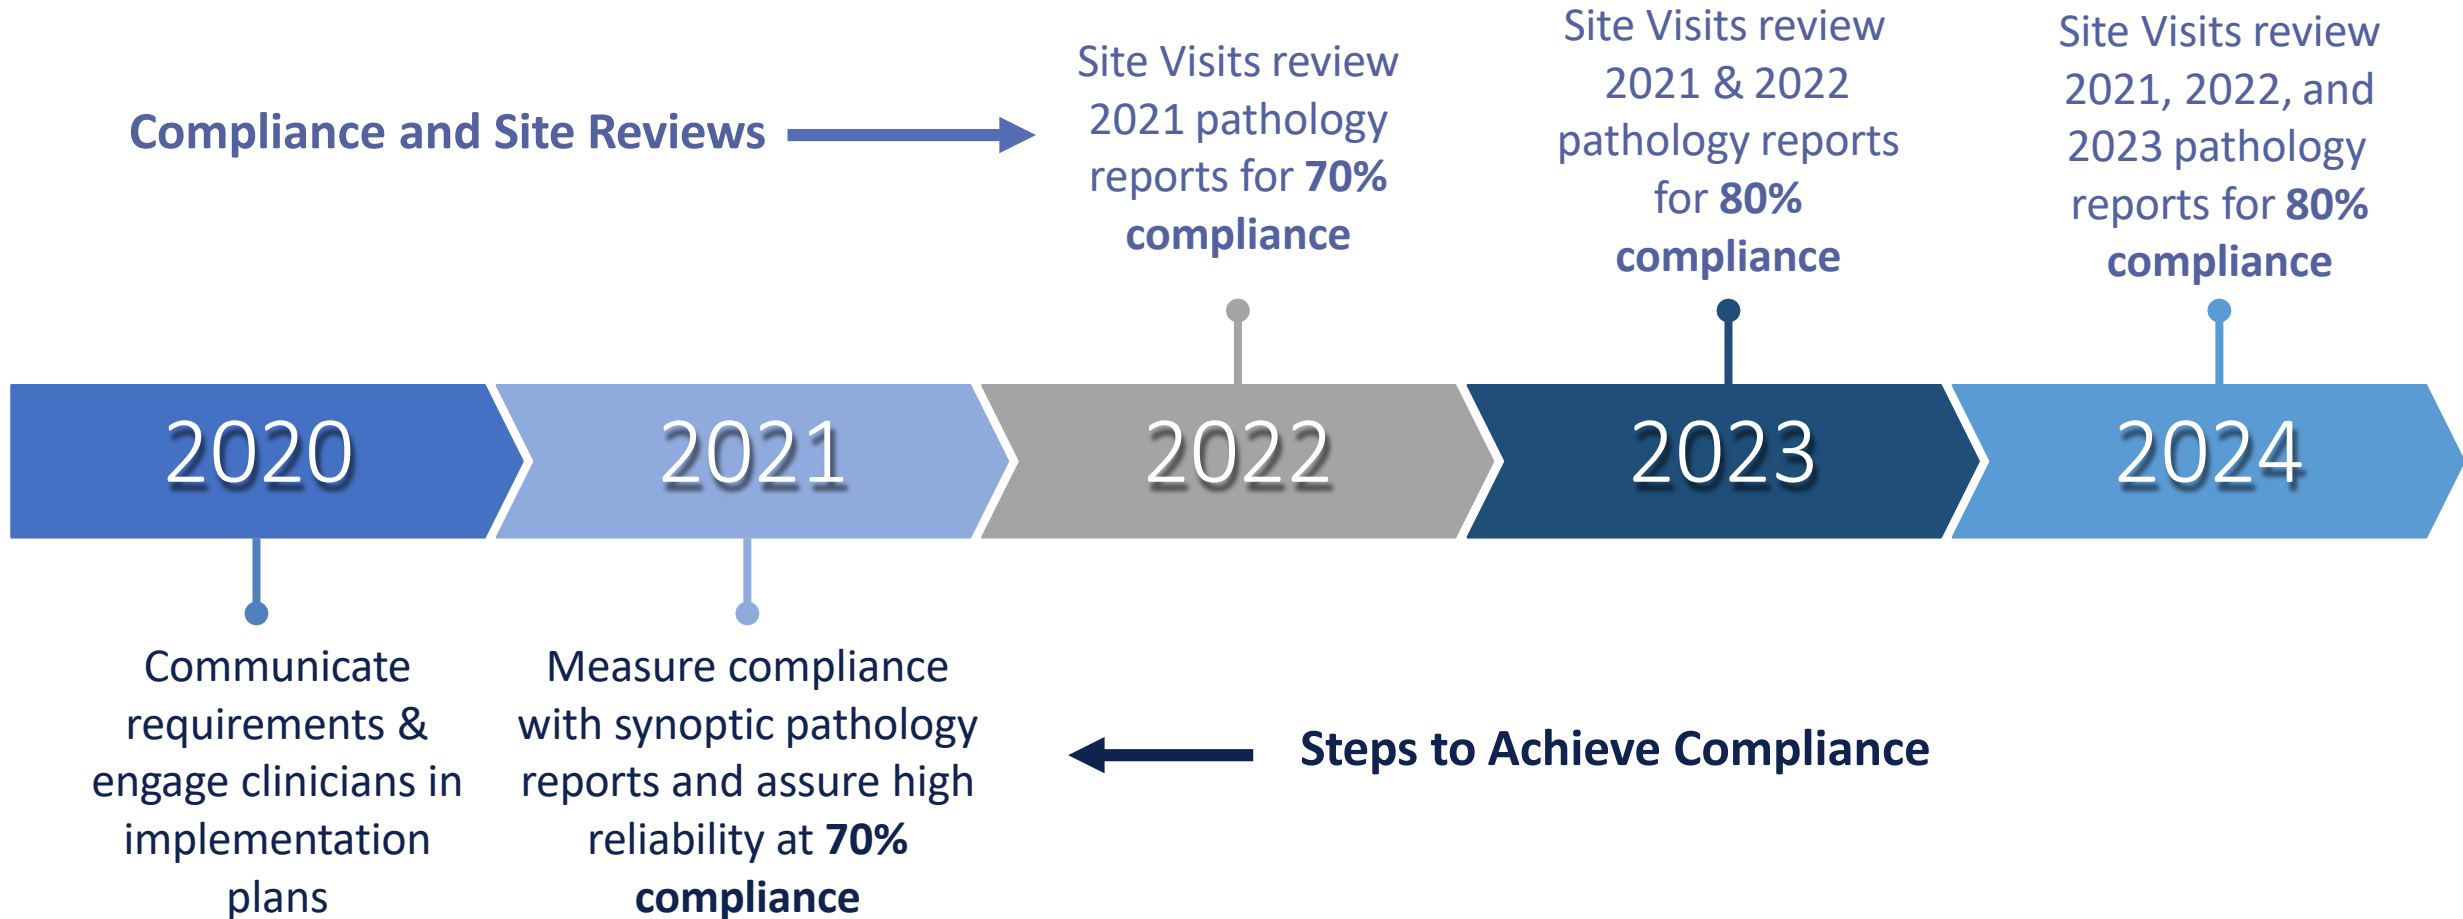 Compliance and Site Reviews
Site Visits review
2021 pathology
reports for 70%
compliance
Site Visits review
2021 & 2022
pathology reports
for 80%
compliance
Site Visits review
2021, 2022, and
2023 pathology
reports for 80%
compliance
2020
2021
2022
2023
2024
Communicate
requirements &
engage clinicians in
implementation
plans
Measure compliance
with synoptic pathology
reports and assure high
reliability at 70%
compliance
Steps to Achieve Compliance